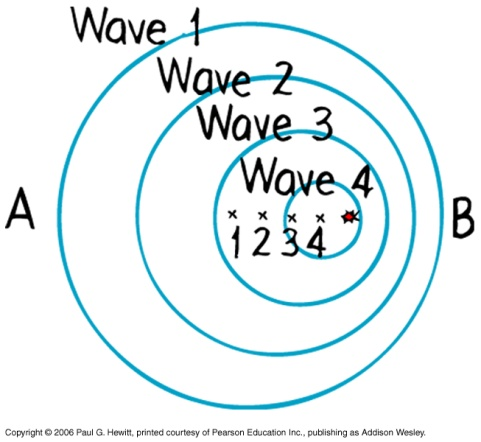 Wave 1
Wave 2
Wave 3
Wave 4
A
B
1 2 3 4
Copyright © 2006 Paul G. Hewitt, printed courtesy of Pearson Education Inc., publishing as Addison Wesley.